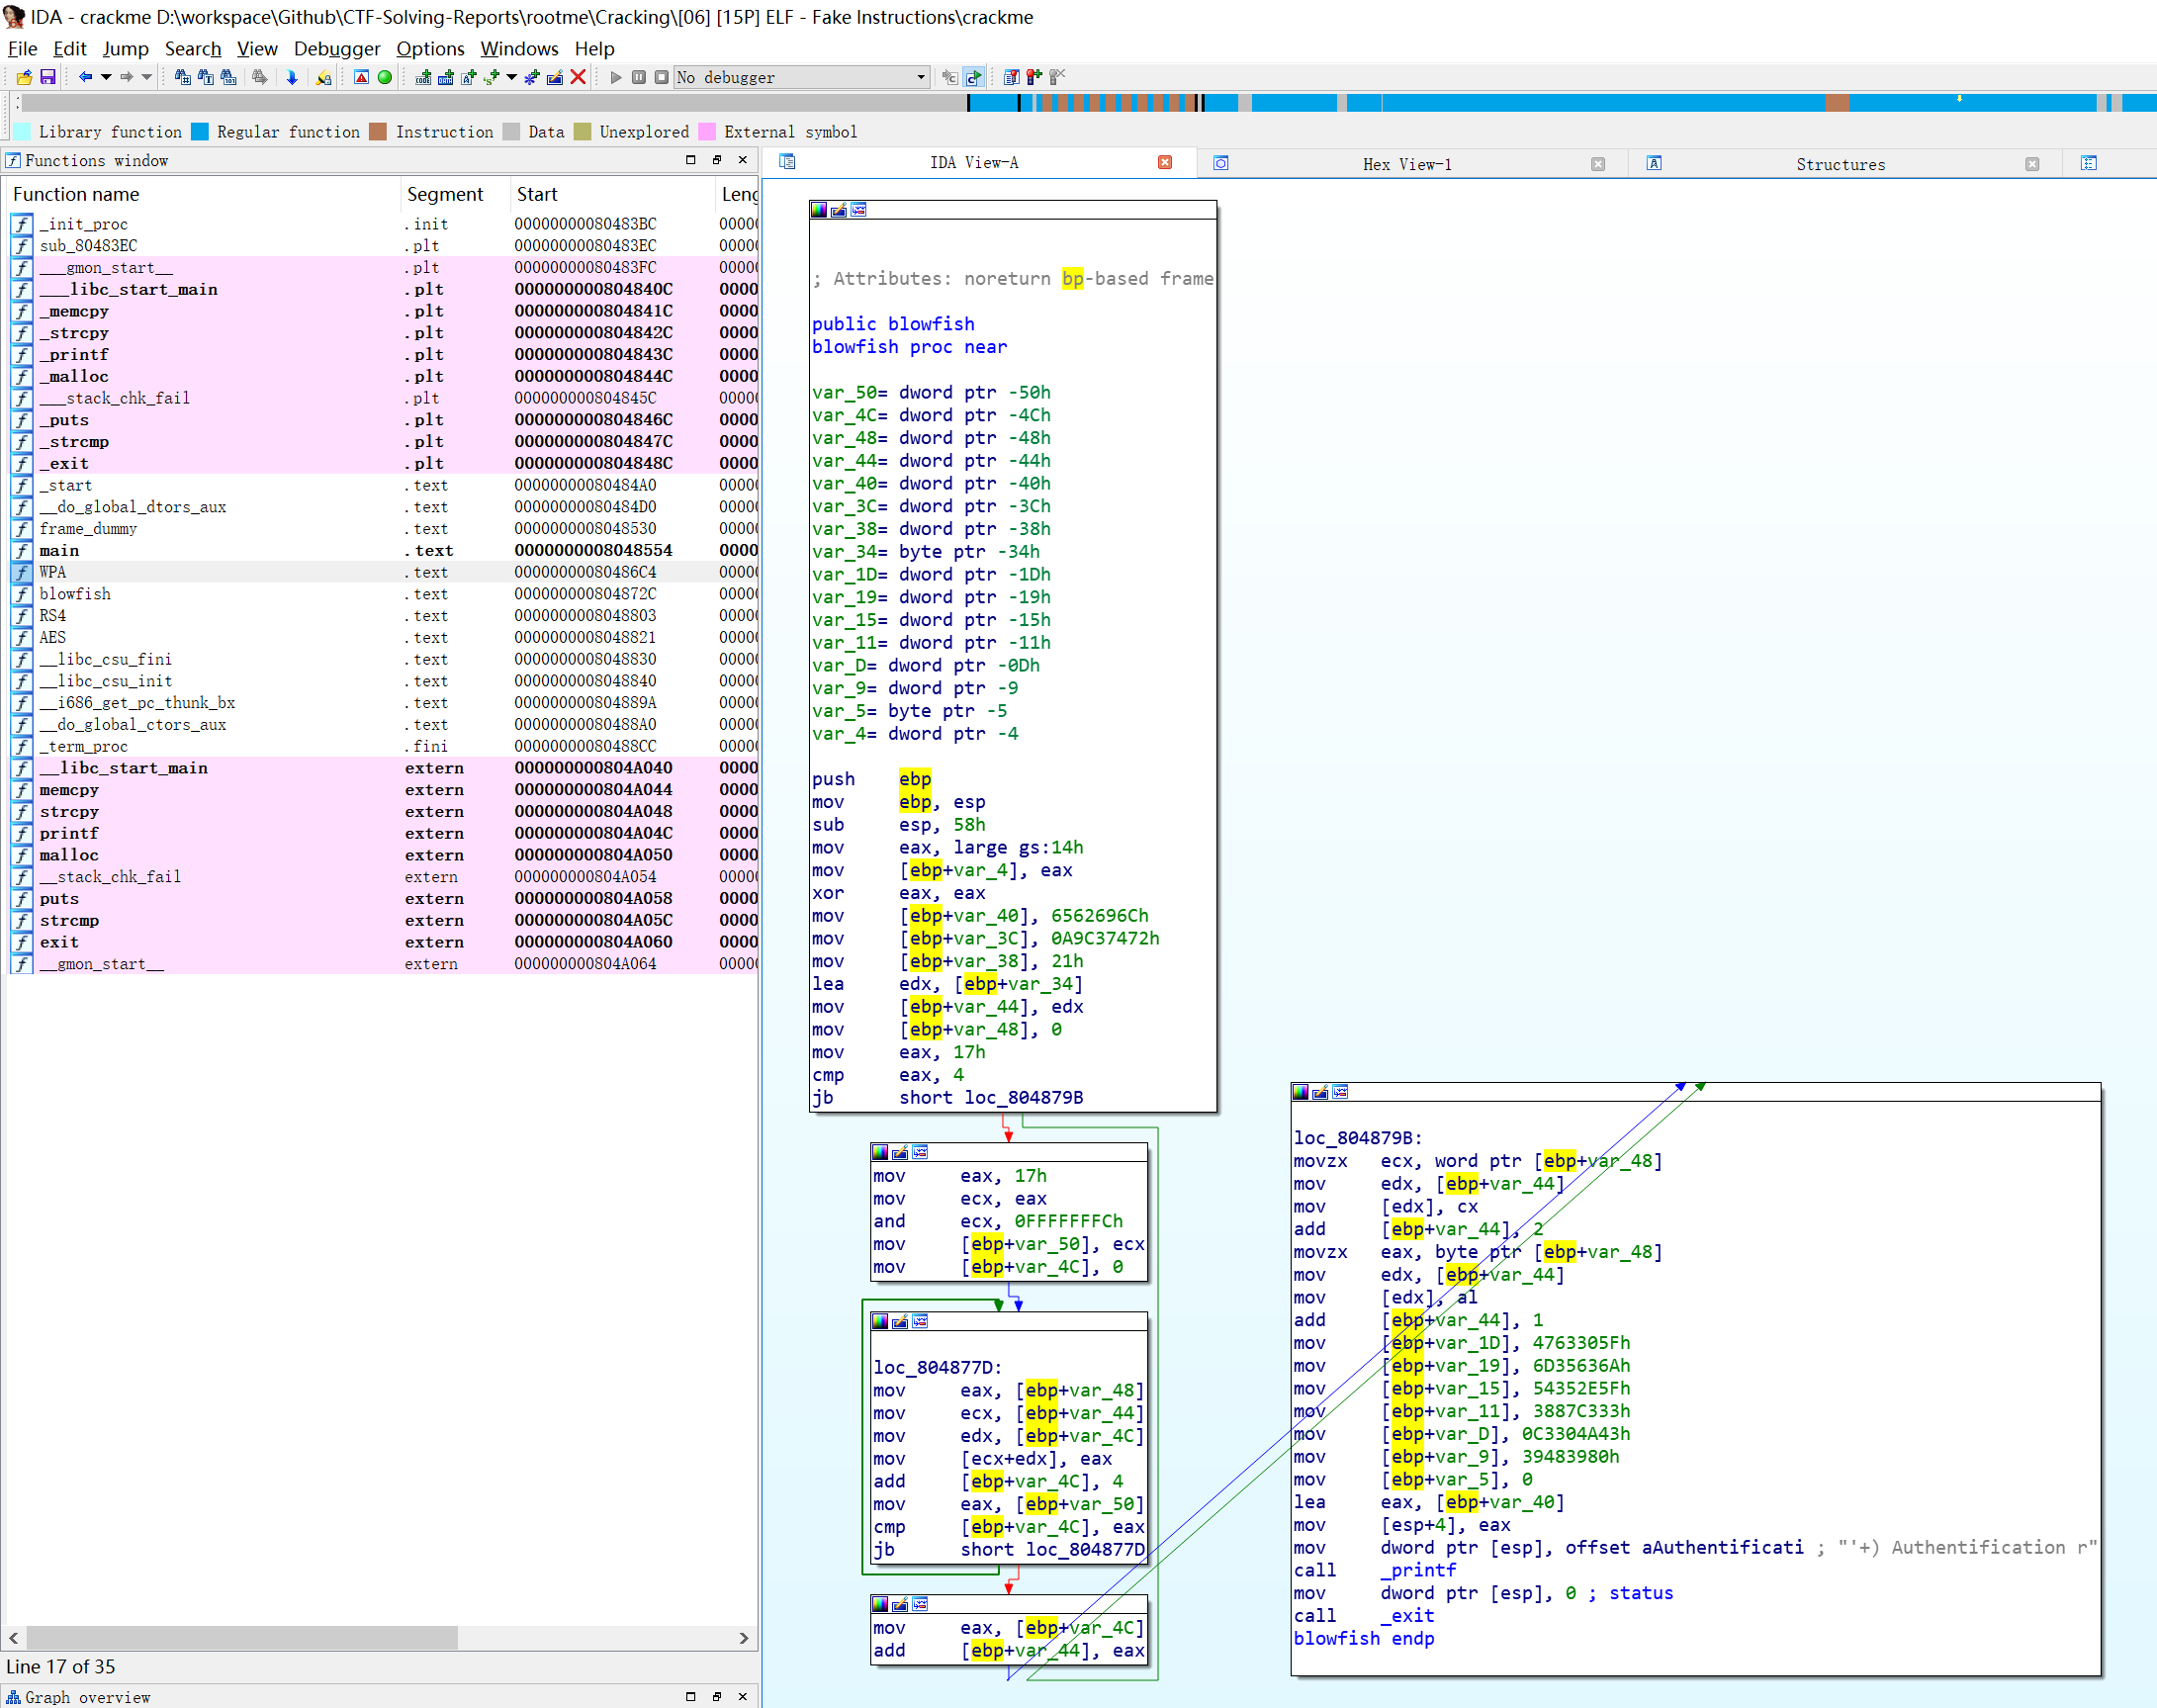 IDA - crackme D:\workspace\Github\CTF-Solving-Reports\rootme\Cracking\[06] [15P] ELF - Fake Instructions\crackme
File Edit Jump Search View Debugger Options Windows Help
No debugger
Library function Regular function Instruction Data Unexplored External symbol
Functions window
Function name Segment Start Leng
_init_proc .init 00000000080483BC 0000
sub_80483EC .plt 00000000080483EC 0000
___gmon_start__ .plt 00000000080483FC 0000
___libc_start_main .plt 000000000804840C 0000
_memcpy .plt 000000000804841C 0000
_strcpy .plt 000000000804842C 0000
_printf .plt 000000000804843C 0000
_malloc .plt 000000000804844C 0000
___stack_chk_fail .plt 000000000804845C 0000
_puts .plt 000000000804846C 0000
_strcmp .plt 000000000804847C 0000
_exit .plt 000000000804848C 0000
_start .text 00000000080484A0 0000
__do_global_dtors_aux .text 00000000080484D0 0000
frame_dummy .text 0000000008048530 0000
main .text 0000000008048554 0000
WPA .text 00000000080486C4 0000
blowfish .text 000000000804872C 0000
RS4 .text 0000000008048803 0000
AES .text 0000000008048821 0000
__libc_csu_fini .text 0000000008048830 0000
__libc_csu_init .text 0000000008048840 0000
__i686_get_pc_thunk_bx .text 000000000804889A 0000
__do_global_ctors_aux .text 00000000080488A0 0000
_term_proc .fini 00000000080488CC 0000
__libc_start_main extern 000000000804A040 0000
memcpy extern 000000000804A044 0000
strcpy extern 000000000804A048 0000
printf extern 000000000804A04C 0000
malloc extern 000000000804A050 0000
__stack_chk_fail extern 000000000804A054 0000
puts extern 000000000804A058 0000
strcmp extern 000000000804A05C 0000
exit extern 000000000804A060 0000
__gmon_start__ extern 000000000804A064 0000
Line 17 of 35
Graph overview
IDA View-A Hex View-1 Structures
; Attributes: noreturn bp-based frame
public blowfish
blowfish proc near
var_50= dword ptr -50h
var_4C= dword ptr -4Ch
var_48= dword ptr -48h
var_44= dword ptr -44h
var_40= dword ptr -40h
var_3C= dword ptr -3Ch
var_38= dword ptr -38h
var_34= byte ptr -34h
var_1D= dword ptr -1Dh
var_19= dword ptr -19h
var_15= dword ptr -15h
var_11= dword ptr -11h
var_D= dword ptr -0Dh
var_9= dword ptr -9
var_5= byte ptr -5
var_4= dword ptr -4
push ebp
mov ebp, esp
sub esp, 58h
mov eax, large gs:14h
mov [ebp+var_4], eax
xor eax, eax
mov [ebp+var_40], 6562696Ch
mov [ebp+var_3C], 0A9C37472h
mov [ebp+var_38], 21h
lea edx, [ebp+var_34]
mov [ebp+var_44], edx
mov [ebp+var_48], 0
mov eax, 17h
cmp eax, 4
jb short loc_804879B
mov eax, 17h
mov ecx, eax
and ecx, 0FFFFFFFCh
mov [ebp+var_50], ecx
mov [ebp+var_4C], 0
loc_804877D:
mov eax, [ebp+var_48]
mov ecx, [ebp+var_44]
mov edx, [ebp+var_4C]
mov [ecx+edx], eax
add [ebp+var_4C], 4
mov eax, [ebp+var_50]
cmp [ebp+var_4C], eax
jb short loc_804877D
mov eax, [ebp+var_4C]
add [ebp+var_44], eax
loc_804879B:
movzx ecx, word ptr [ebp+var_48]
mov edx, [ebp+var_44]
mov [edx], cx
add [ebp+var_44], 2
movzx eax, byte ptr [ebp+var_48]
mov edx, [ebp+var_44]
mov [edx], al
add [ebp+var_44], 1
mov [ebp+var_1D], 4763305Fh
mov [ebp+var_19], 6D35636Ah
mov [ebp+var_15], 54352E5Fh
mov [ebp+var_11], 3887C333h
mov [ebp+var_D], 0C3304A43h
mov [ebp+var_9], 39483980h
mov [ebp+var_5], 0
lea eax, [ebp+var_40]
mov [esp+4], eax
mov dword ptr [esp], offset aAuthentificati ; "'+) Authentification r"
call _printf
mov dword ptr [esp], 0 ; status
call _exit
blowfish endp